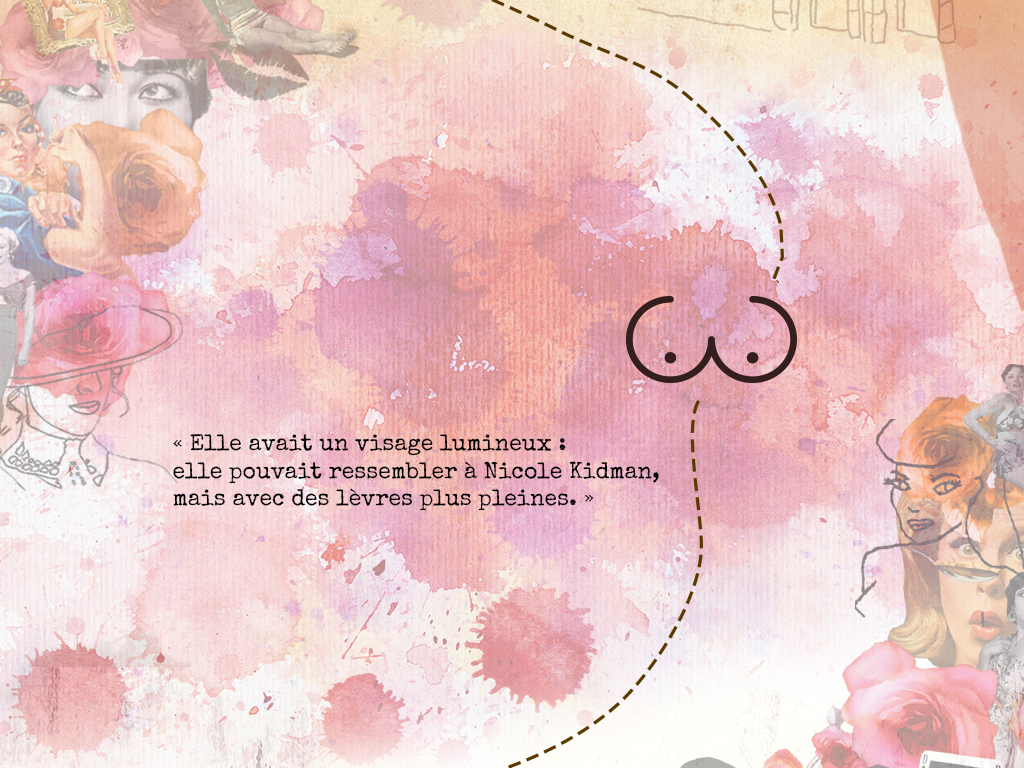 « Elle avait un visage lumineux :
elle pouvait ressembler à Nicole Kidman,
mais avec des lèvres plus pleines. »